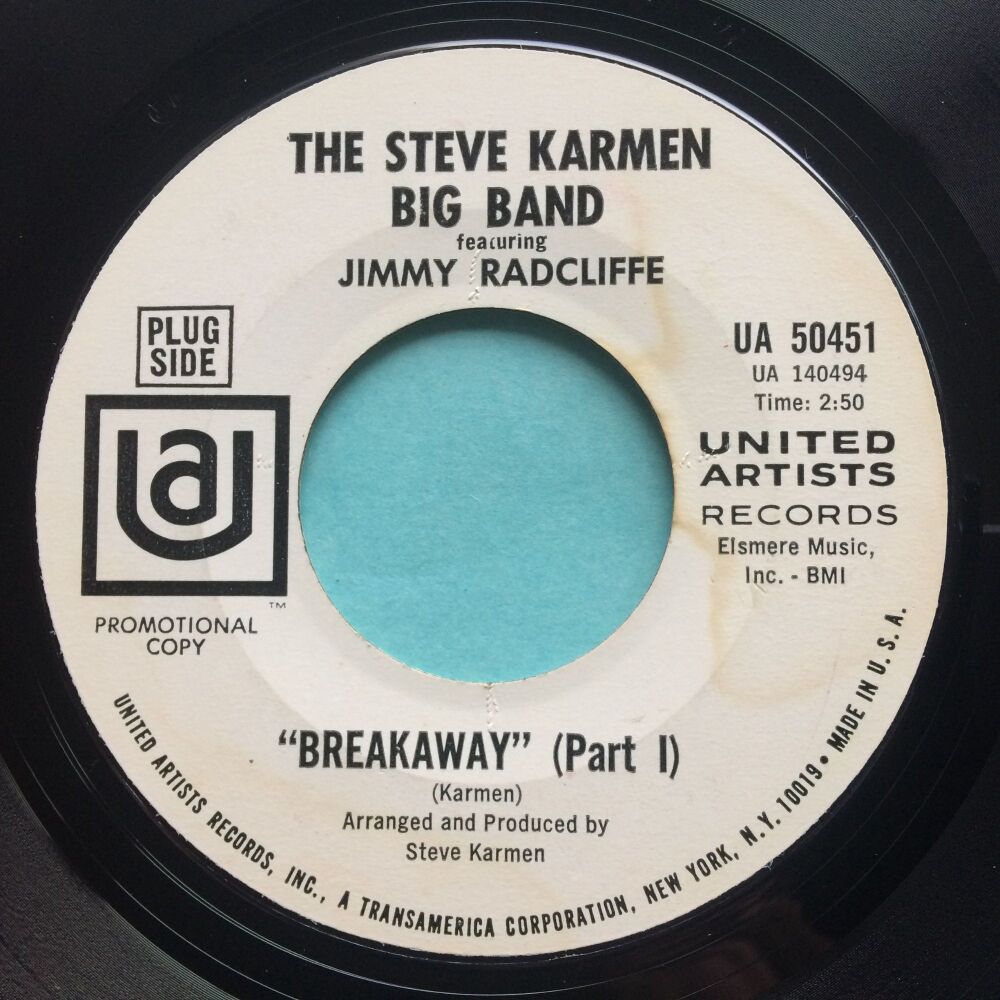 THE STEVE KARMEN
BIG BAND
featuring
JIMMY RADCLIFFE
PLUG
SIDE
UA
TM
PROMOTIONAL
COPY
UA 50451
UA 140494
Time: 2:50
UNITED
ARTISTS
RECORDS
Elsmere Music,
Inc. - BMI
"BREAKAWAY" (Part I)
(Karmen)
Arranged and Produced by
Steve Karmen
UNITED ARTISTS RECORDS, INC., A TRANSAMERICA CORPORATION, NEW YORK, N.Y. 10019 • MADE IN U.S.A.